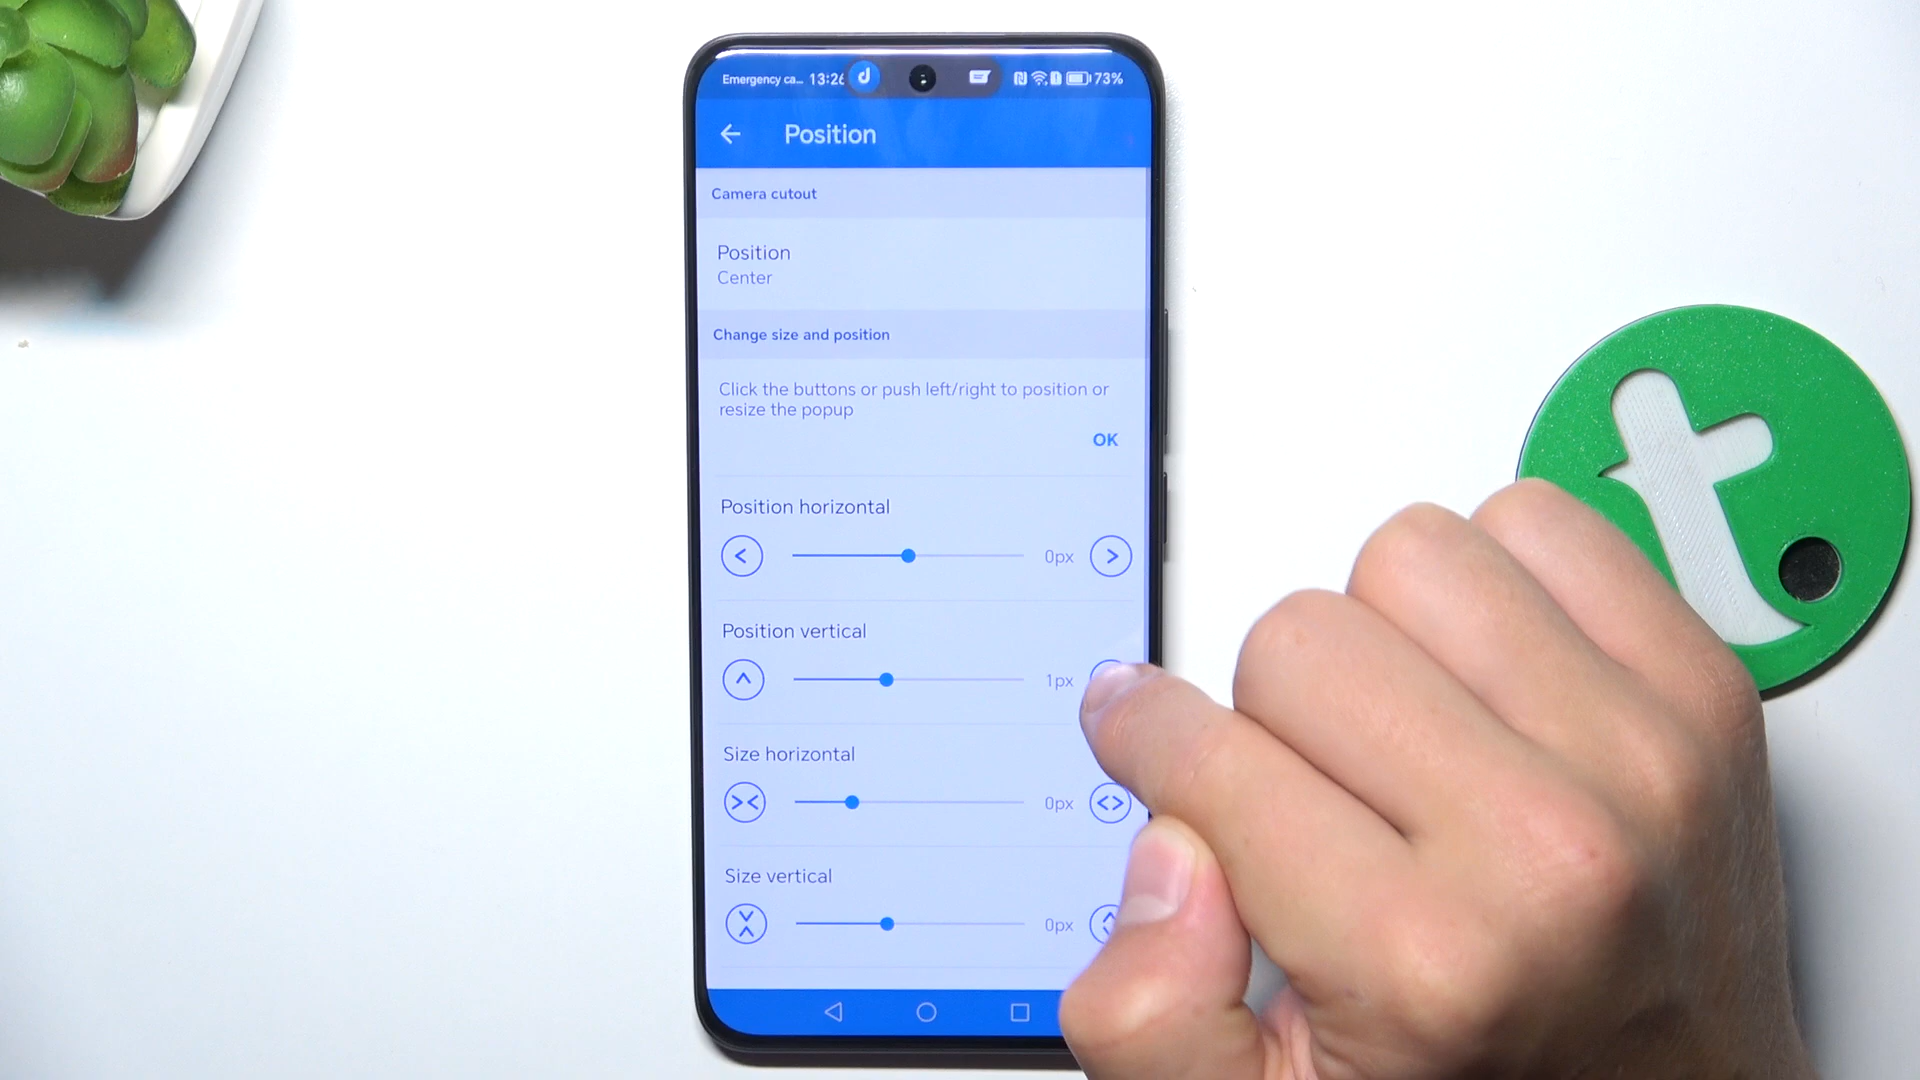 Emergency ca... 13:26 73%
Position
Camera cutout
Position
Center
Change size and position
Click the buttons or push left/right to position or
resize the popup
OK
Position horizontal
0px
Position vertical
1px
Size horizontal
0px
Size vertical
0px